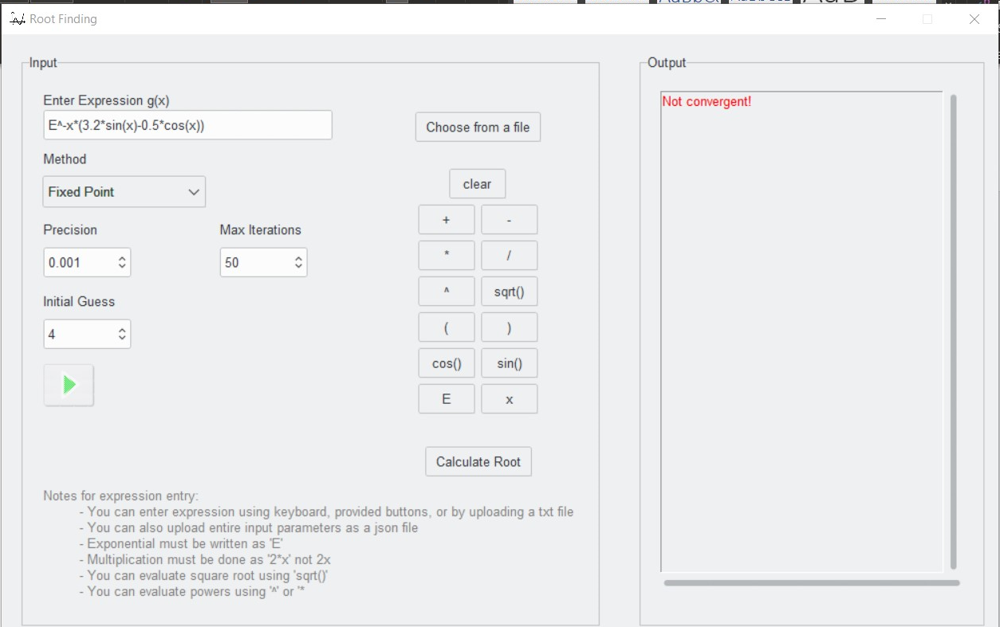 Root Finding
Input
Enter Expression g(x)
E^-x*(3.2*sin(x)-0.5*cos(x))
Choose from a file
Method
Fixed Point
clear
+ -
* /
^ sqrt()
( )
cos() sin()
E x
Precision
0.001
Max Iterations
50
Initial Guess
4
Calculate Root
Notes for expression entry:
- You can enter expression using keyboard, provided buttons, or by uploading a txt file
- You can also upload entire input parameters as a json file
- Exponential must be written as 'E'
- Multiplication must be done as '2*x' not 2x
- You can evaluate square root using 'sqrt()'
- You can evaluate powers using '^' or '*
Output
Not convergent!